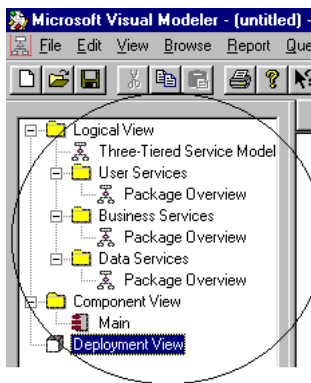 Microsoft Visual Modeler - (untitled) -
File Edit View Browse Report Que
Logical View
Three-Tiered Service Model
User Services
Package Overview
Business Services
Package Overview
Data Services
Package Overview
Component View
Main
Deployment View